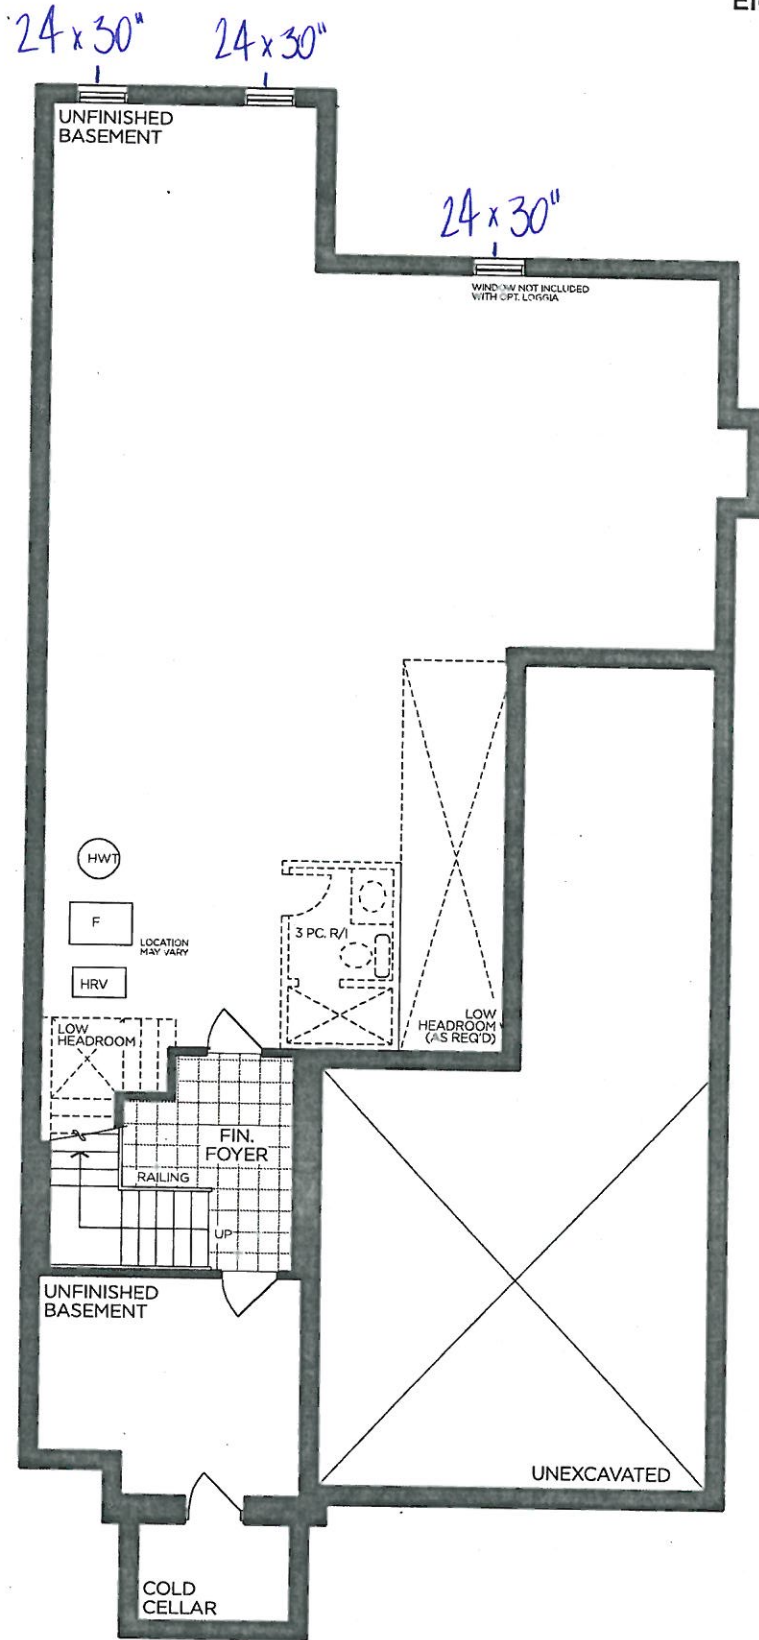 24 x 30"
24 x 30"
UNFINISHED
BASEMENT
24 x 30"
WINDOW NOT INCLUDED
WITH OPT. LOGGIA
HWT
F
LOCATION
MAY VARY
HRV
3 PC. R/I
LOW
HEADROOM
LOW
HEADROOM
(AS REQ'D)
FIN.
FOYER
RAILING
UP
UNFINISHED
BASEMENT
UNEXCAVATED
COLD
CELLAR